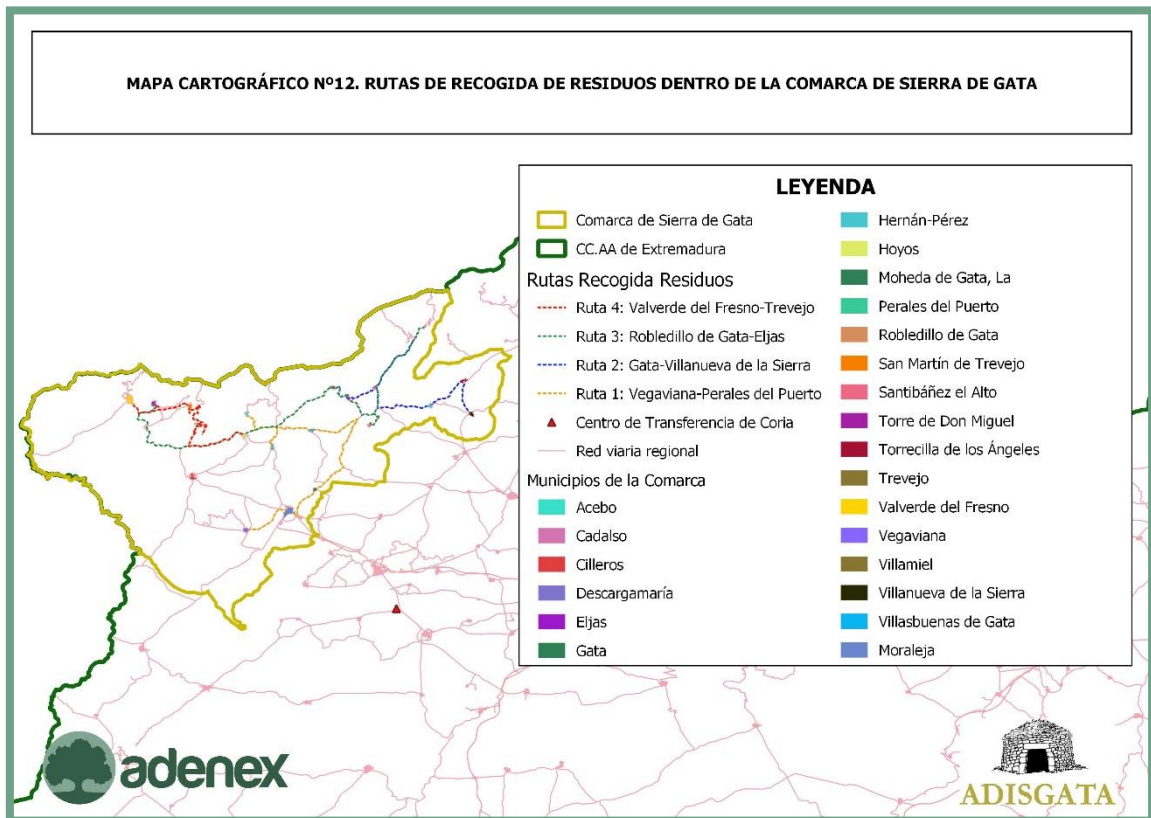 MAPA CARTOGRÁFICO Nº12. RUTAS DE RECOGIDA DE RESIDUOS DENTRO DE LA COMARCA DE SIERRA DE GATA
LEYENDA
Comarca de Sierra de Gata
CC.AA de Extremadura
Rutas Recogida Residuos
Ruta 4: Valverde del Fresno-Trevejo
Ruta 3: Robledillo de Gata-Eljas
Ruta 2: Gata-Villanueva de la Sierra
Ruta 1: Vegaviana-Perales del Puerto
Centro de Transferencia de Coria
Red viaria regional
Municipios de la Comarca
Acebo
Cadalso
Cilleros
Descargamaría
Eljas
Gata
Hernán-Pérez
Hoyos
Moheda de Gata, La
Perales del Puerto
Robledillo de Gata
San Martín de Trevejo
Santibáñez el Alto
Torre de Don Miguel
Torrecilla de los Ángeles
Trevejo
Valverde del Fresno
Vegaviana
Villamiel
Villanueva de la Sierra
Villasbuenas de Gata
Moraleja
adenex
ADISGATA